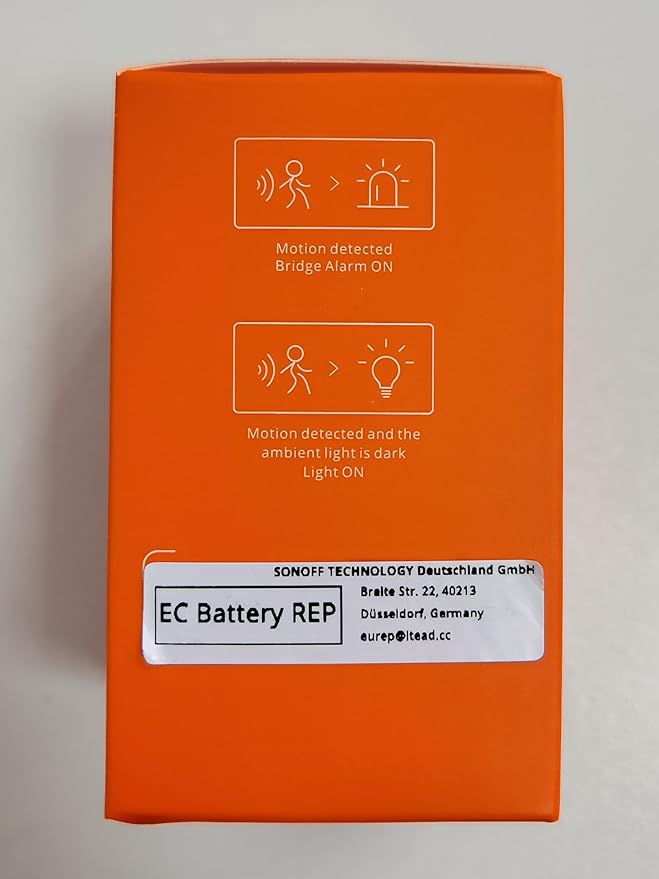 Motion detected
Bridge Alarm ON
Motion detected and the
ambient light is dark
Light ON
SONOFF TECHNOLOGY Deutschland GmbH
EC Battery REP
Breite Str. 22, 40213
Düsseldorf, Germany
eurep@itead.cc